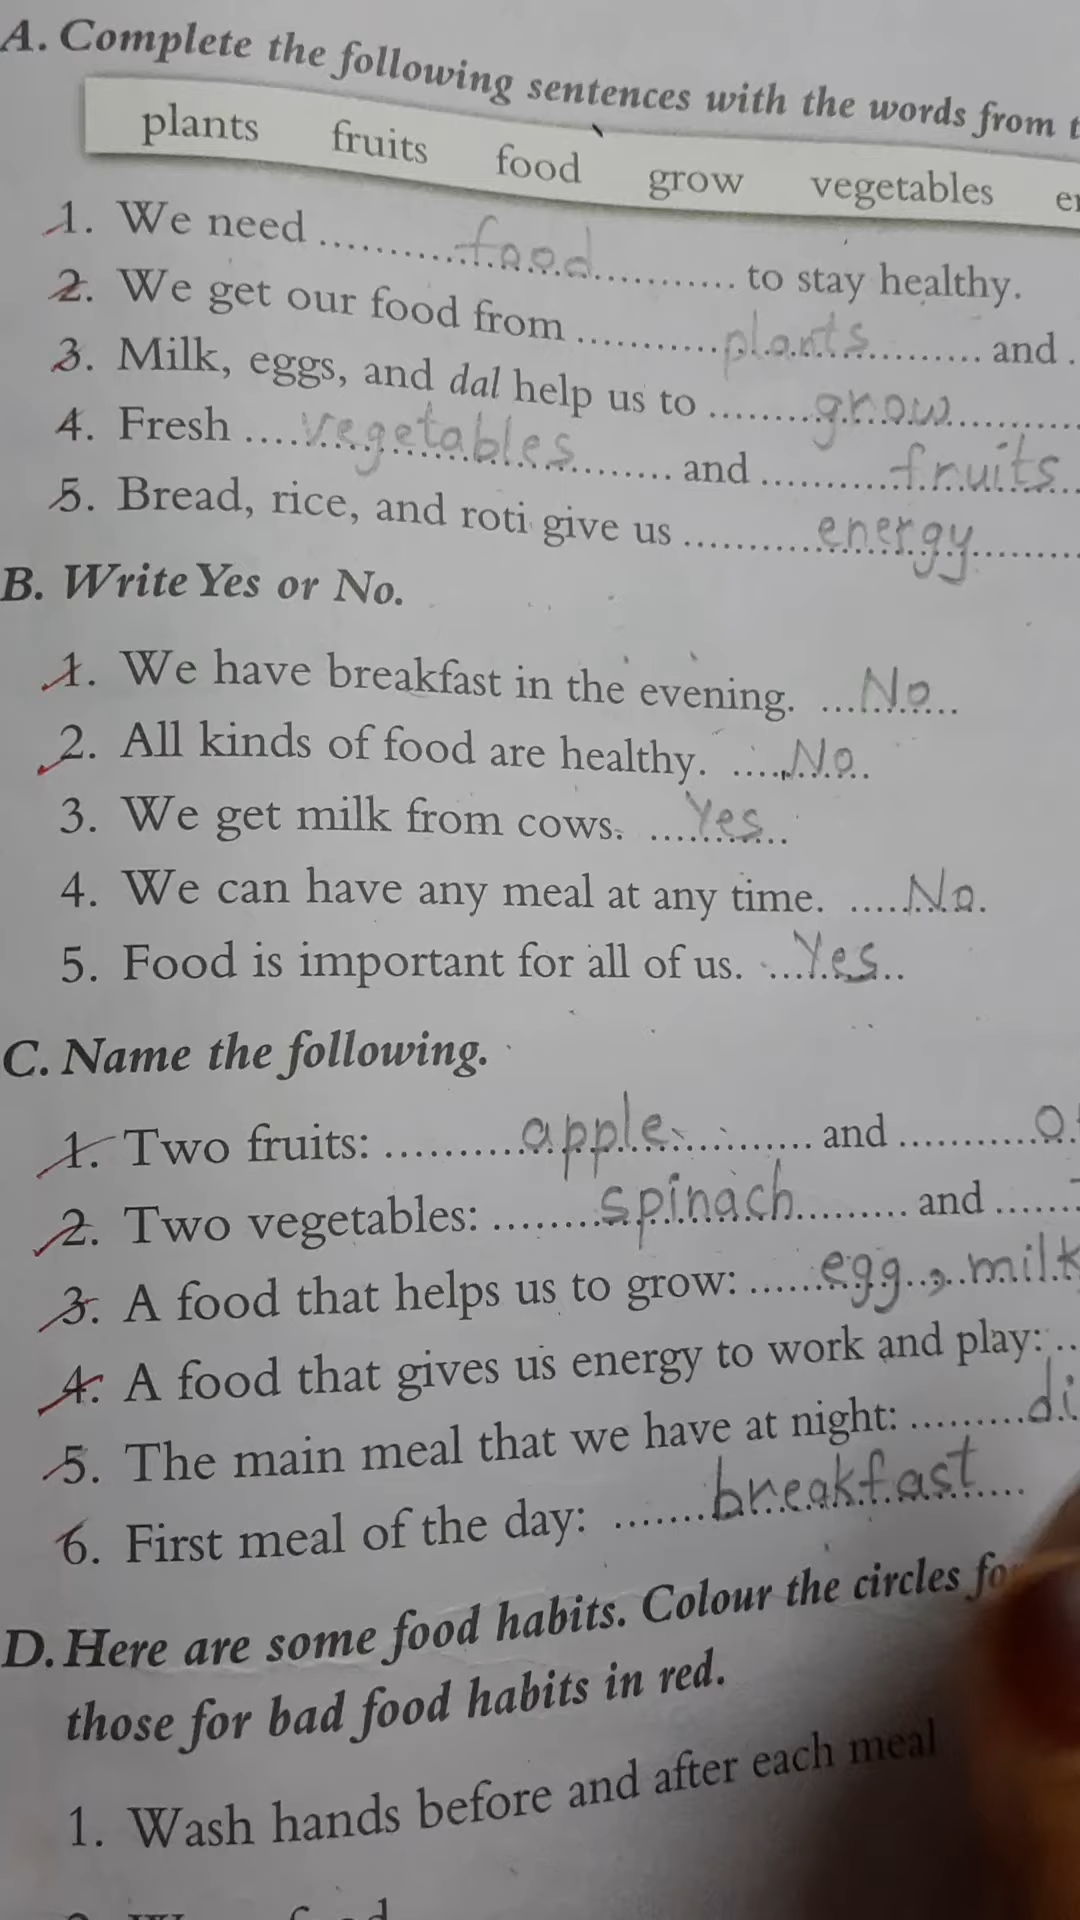 A. Complete the following sentences with the words from
plants fruits food grow vegetables
1. We need ........food........ to stay healthy.
2. We get our food from ........plants........ and
3. Milk, eggs, and dal help us to ........grow........
4. Fresh ....vegetables........ and ........fruits....
5. Bread, rice, and roti give us ........energy........
B. Write Yes or No.
1. We have breakfast in the evening. ...No...
2. All kinds of food are healthy. ....No..
3. We get milk from cows. ....Yes...
4. We can have any meal at any time. ....No.
5. Food is important for all of us. ....Yes..
C. Name the following.
1. Two fruits: ........apple........ and ........
2. Two vegetables: ........spinach........ and ......
3. A food that helps us to grow: ......egg, milk
4. A food that gives us energy to work and play: ..
5. The main meal that we have at night: ........
6. First meal of the day: .......breakfast....
D. Here are some food habits. Colour the circles
those for bad food habits in red.
1. Wash hands before and after each meal